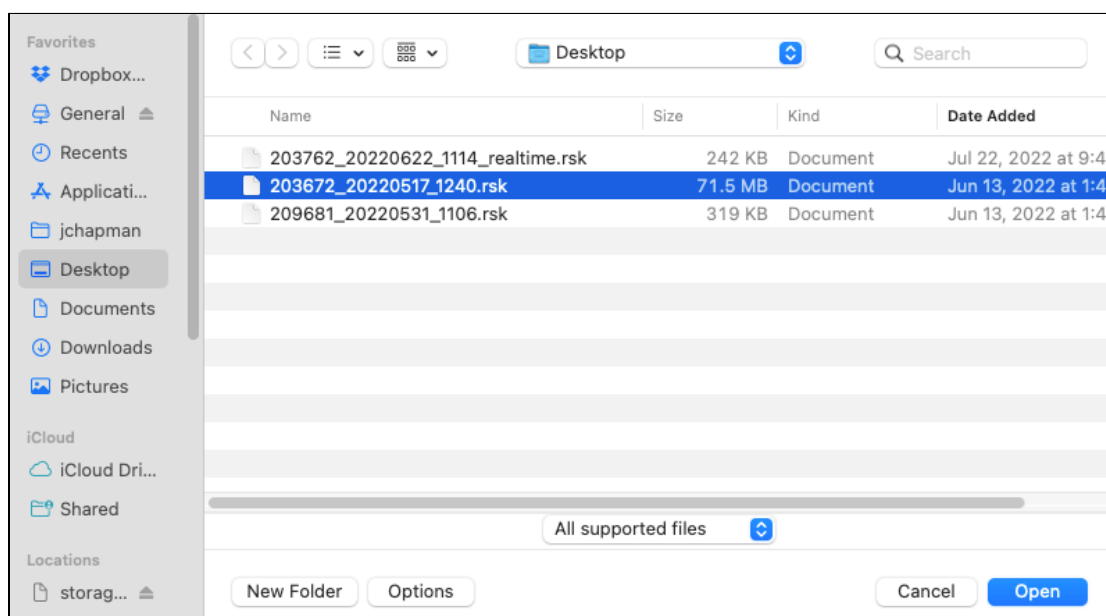 Favorites
Dropbox...
General
Recents
Applicati...
jchapman
Desktop
Documents
Downloads
Pictures
iCloud
iCloud Dri...
Shared
Locations
storag...
Desktop
Search
Name Size Kind Date Added
203762_20220622_1114_realtime.rsk 242 KB Document Jul 22, 2022 at 9:4
203672_20220517_1240.rsk 71.5 MB Document Jun 13, 2022 at 1:4
209681_20220531_1106.rsk 319 KB Document Jun 13, 2022 at 1:4
All supported files
New Folder Options Cancel Open